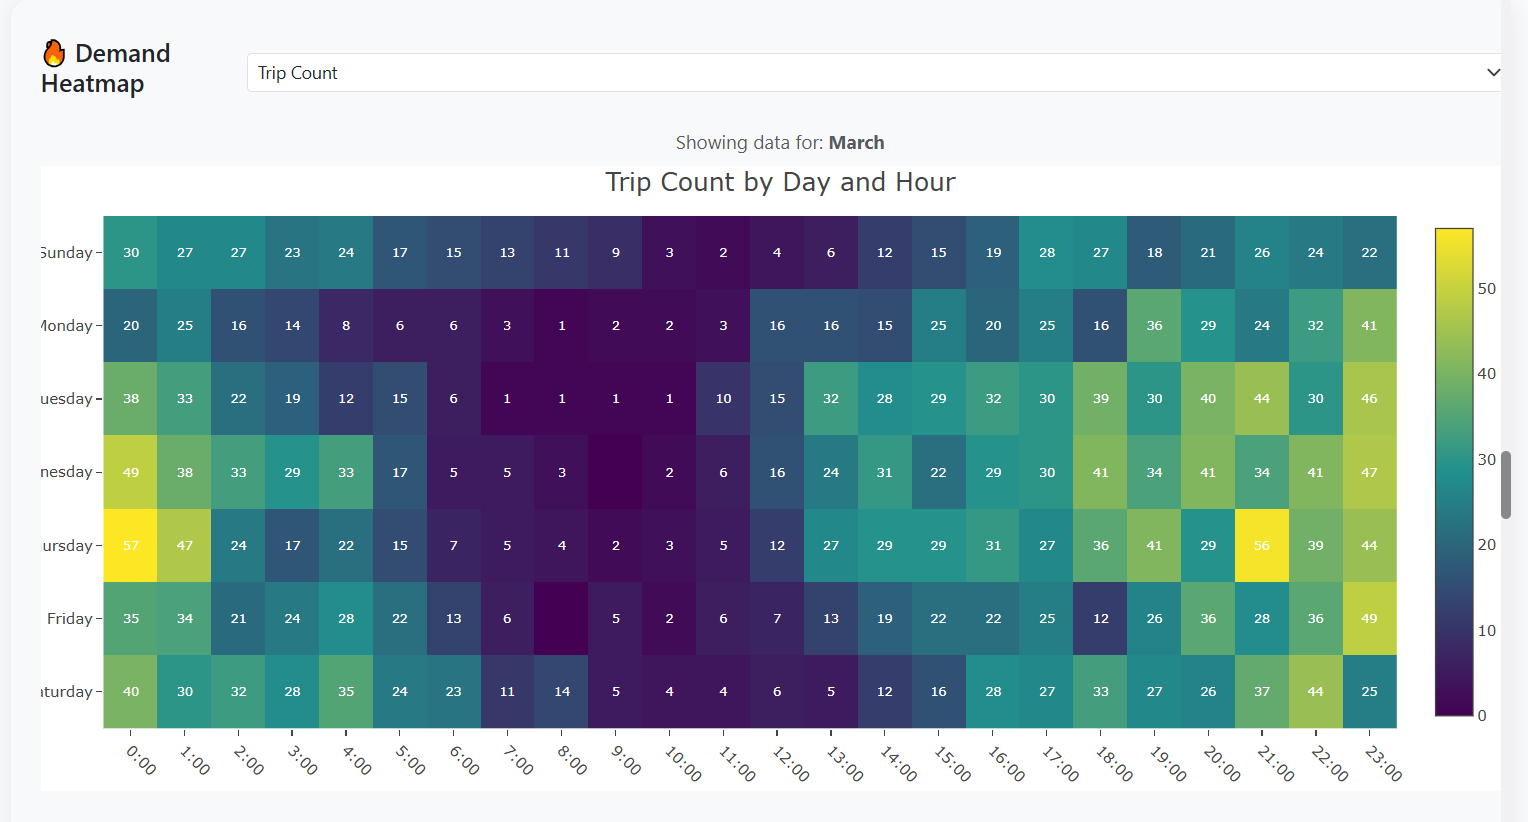 🔥 Demand
Heatmap
Trip Count
Showing data for: March
Trip Count by Day and Hour
Sunday 30 27 27 23 24 17 15 13 11 9 3 2 4 6 12 15 19 28 27 18 21 26 24 22
Monday 20 25 16 14 8 6 6 3 1 2 2 3 16 16 15 25 20 25 16 36 29 24 32 41
uesday 38 33 22 19 12 15 6 1 1 1 1 10 15 32 28 29 32 30 39 30 40 44 30 46
nesday 49 38 33 29 33 17 5 5 3 2 6 16 24 31 22 29 30 41 34 41 34 41 47
ursday 57 47 24 17 22 15 7 5 4 2 3 5 12 27 29 29 31 27 36 41 29 56 39 44
Friday 35 34 21 24 28 22 13 6 5 2 6 7 13 19 22 22 25 12 26 36 28 36 49
aturday 40 30 32 28 35 24 23 11 14 5 4 4 6 5 12 16 28 27 33 27 26 37 44 25
0:00 1:00 2:00 3:00 4:00 5:00 6:00 7:00 8:00 9:00 10:00 11:00 12:00 13:00 14:00 15:00 16:00 17:00 18:00 19:00 20:00 21:00 22:00 23:00
50
40
30
20
10
0